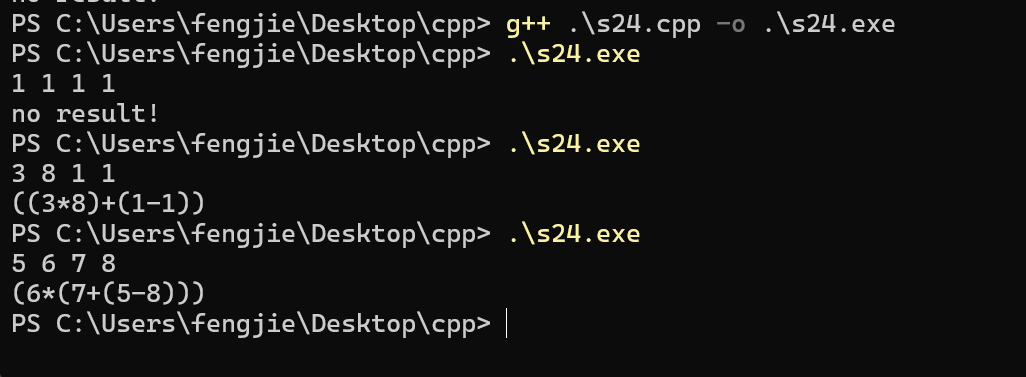 no result!
PS C:\Users\fengjie\Desktop\cpp> g++ .\s24.cpp -o .\s24.exe
PS C:\Users\fengjie\Desktop\cpp> .\s24.exe
1 1 1 1
no result!
PS C:\Users\fengjie\Desktop\cpp> .\s24.exe
3 8 1 1
((3*8)+(1-1))
PS C:\Users\fengjie\Desktop\cpp> .\s24.exe
5 6 7 8
(6*(7+(5-8)))
PS C:\Users\fengjie\Desktop\cpp>